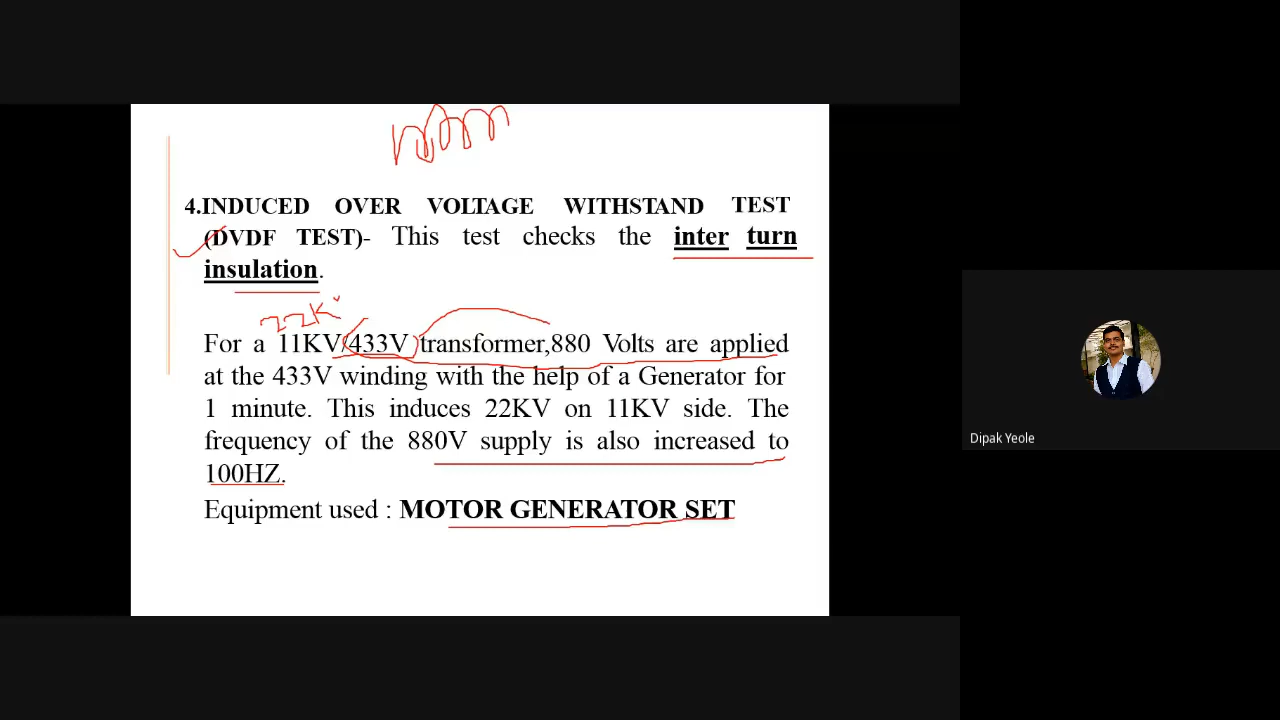 4.INDUCED OVER VOLTAGE WITHSTAND TEST
(DVDF TEST)- This test checks the inter turn
insulation.
22K
For a 11KV/433V transformer,880 Volts are applied
at the 433V winding with the help of a Generator for
1 minute. This induces 22KV on 11KV side. The
frequency of the 880V supply is also increased to
100HZ.
Equipment used : MOTOR GENERATOR SET
Dipak Yeole